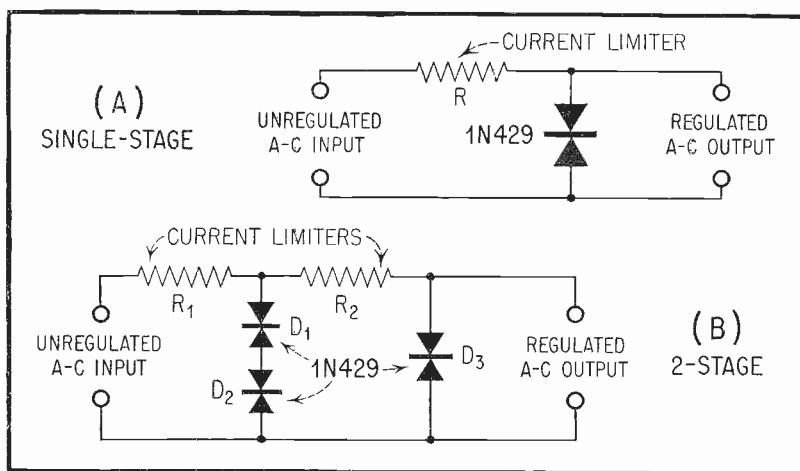 (A)
SINGLE-STAGE
CURRENT LIMITER
R
UNREGULATED
A-C INPUT
1N429
REGULATED
A-C OUTPUT
CURRENT LIMITERS
R1
R2
UNREGULATED
A-C INPUT
D1
D2
1N429
D3
REGULATED
A-C OUTPUT
(B)
2-STAGE